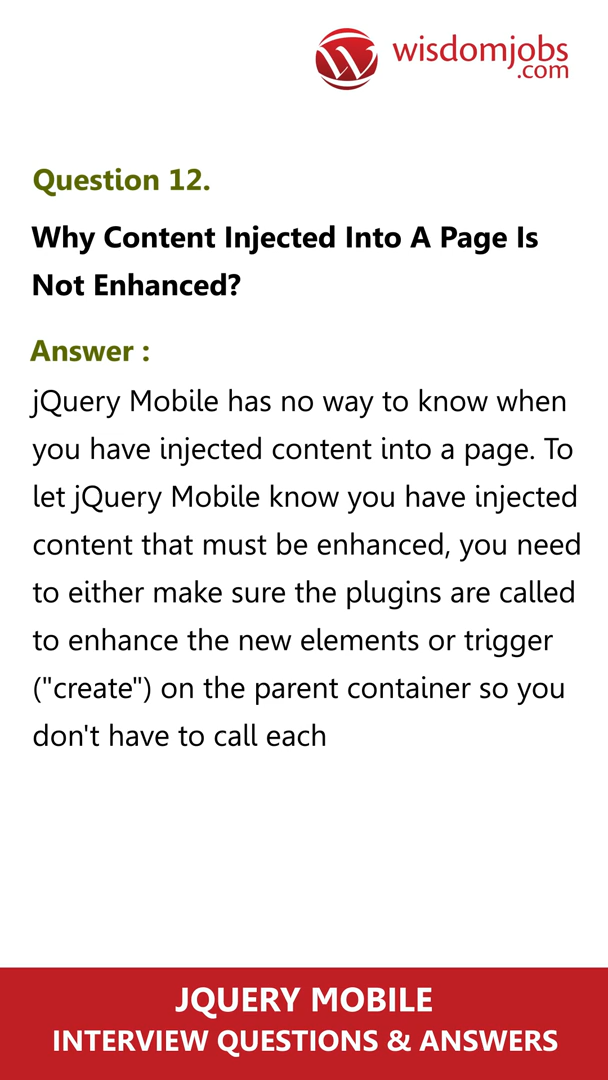 wisdomjobs
.com
Question 12.
Why Content Injected Into A Page Is
Not Enhanced?
Answer :
jQuery Mobile has no way to know when
you have injected content into a page. To
let jQuery Mobile know you have injected
content that must be enhanced, you need
to either make sure the plugins are called
to enhance the new elements or trigger
("create") on the parent container so you
don't have to call each
JQUERY MOBILE
INTERVIEW QUESTIONS & ANSWERS